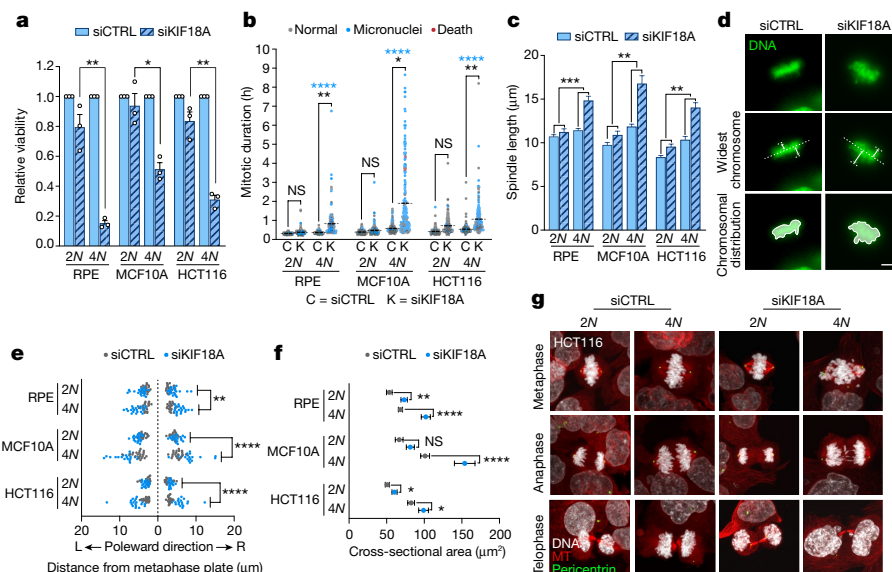 a
siCTRL siKIF18A
Relative viability
1.2
1.0
0.8
0.6
0.4
0.2
0.0
** * **
2N 4N 2N 4N 2N 4N
RPE MCF10A HCT116
b
Normal Micronuclei Death
Mitotic duration (h)
10
9
8
7
6
5
4
3
2
1
0
NS **** ** NS **** * NS **** **
C K C K C K C K C K C K
2N 4N 2N 4N 2N 4N
RPE MCF10A HCT116
C = siCTRL K = siKIF18A
c
siCTRL siKIF18A
Spindle length (μm)
20
15
10
5
0
*** ** **
2N 4N 2N 4N 2N 4N
RPE MCF10A HCT116
d
siCTRL siKIF18A
DNA
Widest
chromosome
Chromosomal
distribution
e
siCTRL siKIF18A
RPE 2N
4N
**
MCF10A 2N
4N
****
HCT116 2N
4N
****
20 10 0 10 20
L Poleward direction R
Distance from metaphase plate (μm)
f
siCTRL siKIF18A
RPE 2N **
4N ****
MCF10A 2N NS
4N ****
HCT116 2N *
4N *
0 50 100 150 200
Cross-sectional area (μm²)
g
siCTRL siKIF18A
2N 4N 2N 4N
HCT116
Metaphase
Anaphase
Telophase
DNA
MT
Pericentrin